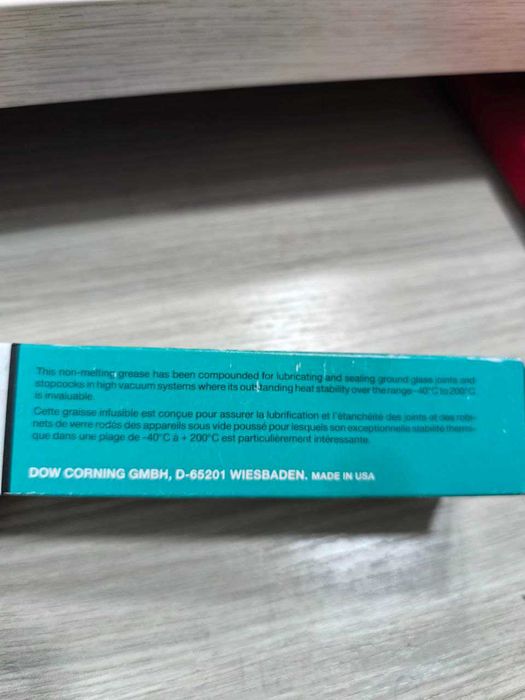 This non-melting grease has been compounded for lubricating and sealing ground glass joints and
stopcocks in high vacuum systems where its outstanding heat stability over the range -40°C to 200°C
is invaluable.
Cette graisse infusible est conçue pour assurer la lubrification et l'étanchéité des joints et des robi-
nets de verre rodés des appareils sous vide poussé pour lesquels son exceptionnelle stabilité thermi-
que dans une plage de -40°C à + 200°C est particulièrement intéressante.
DOW CORNING GMBH, D-65201 WIESBADEN. MADE IN USA